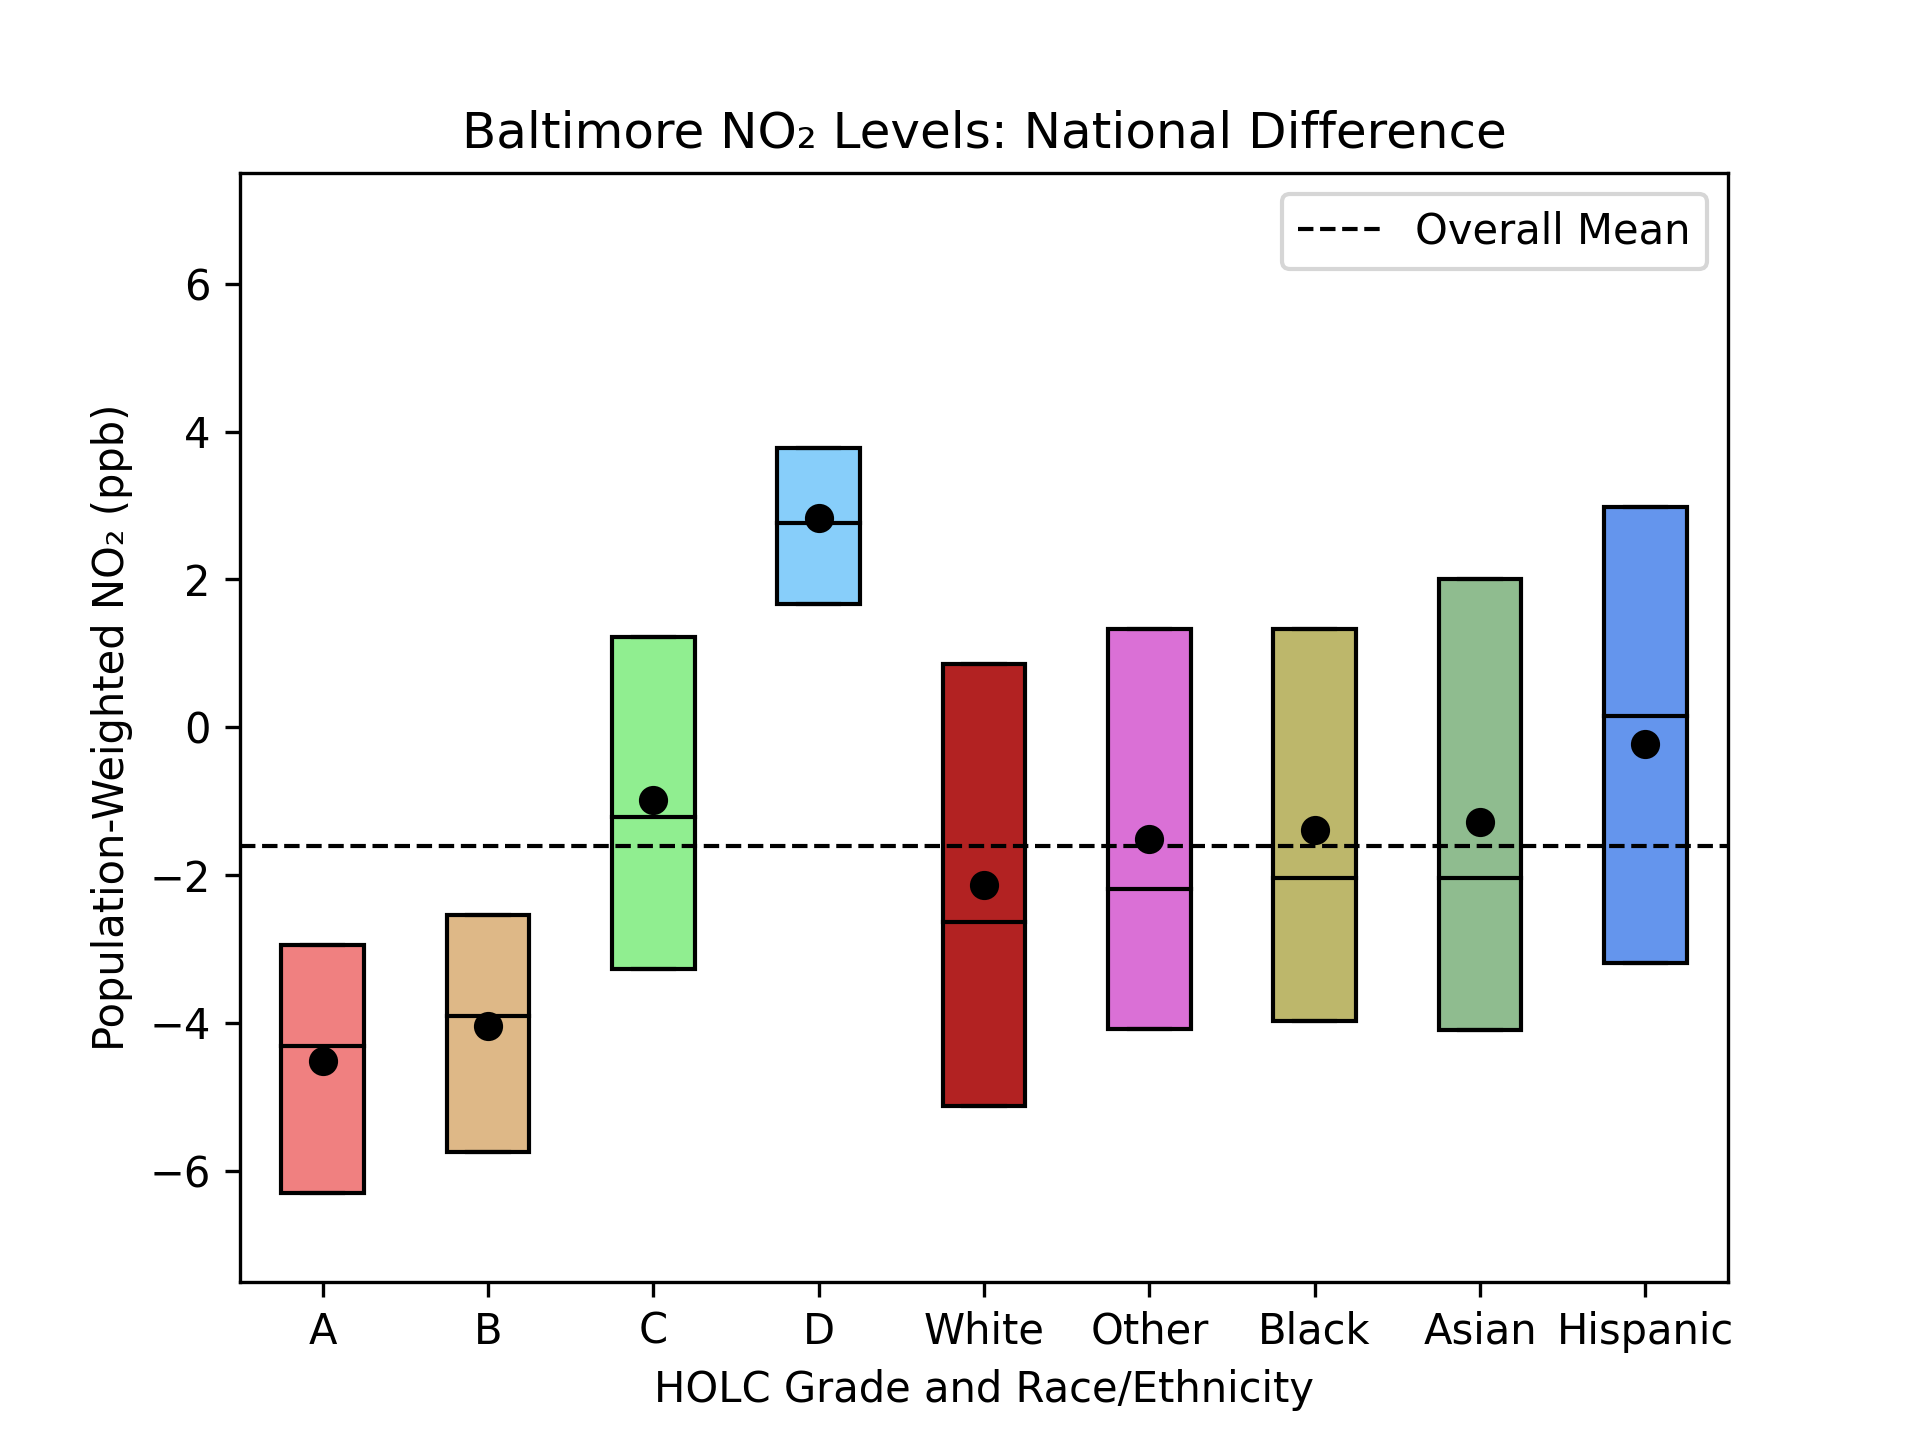 Baltimore NO₂ Levels: National Difference
Overall Mean
6
4
2
0
−2
−4
−6
Population-Weighted NO₂ (ppb)
A B C D White Other Black Asian Hispanic
HOLC Grade and Race/Ethnicity